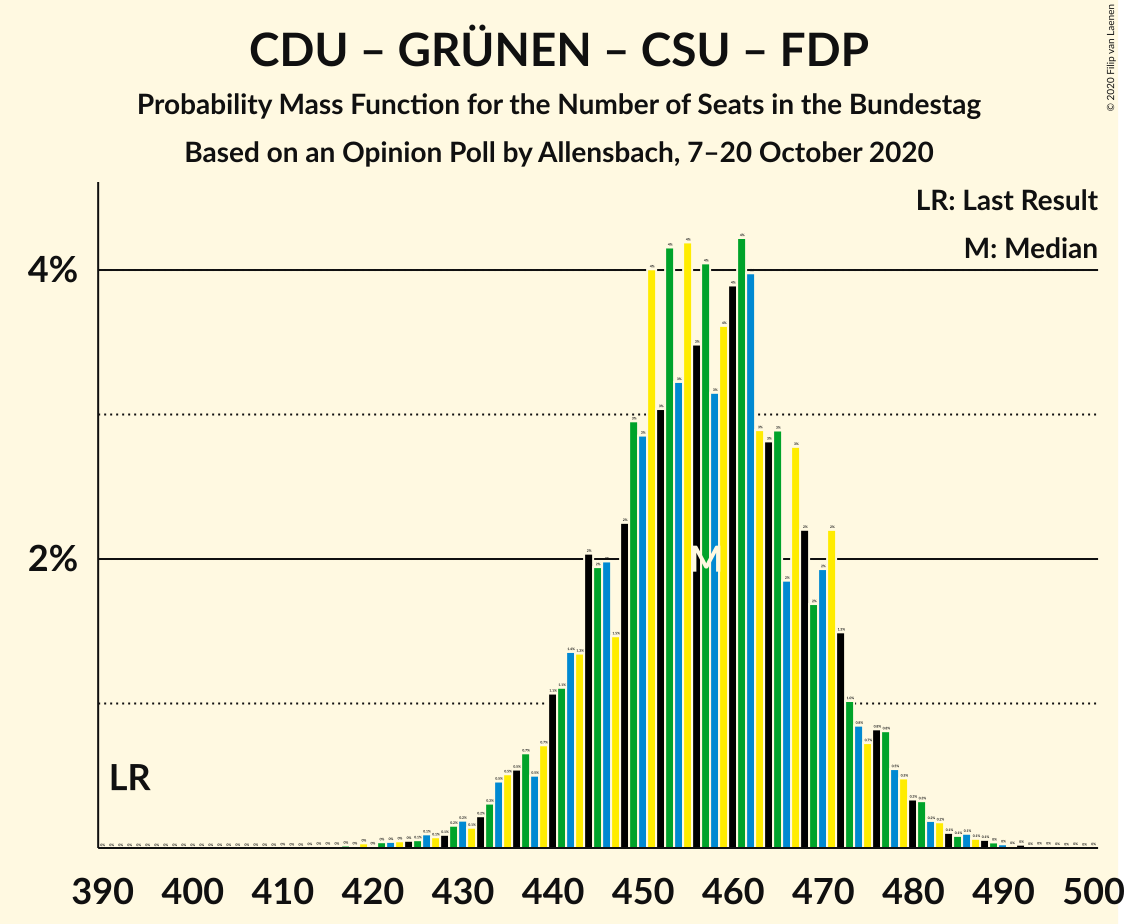 CDU – GRÜNEN – CSU – FDP
Probability Mass Function for the Number of Seats in the Bundestag
Based on an Opinion Poll by Allensbach, 7–20 October 2020
© 2020 Filip van Laenen
LR: Last Result
M: Median
4%
2%
M
LR
390 400 410 420 430 440 450 460 470 480 490 500